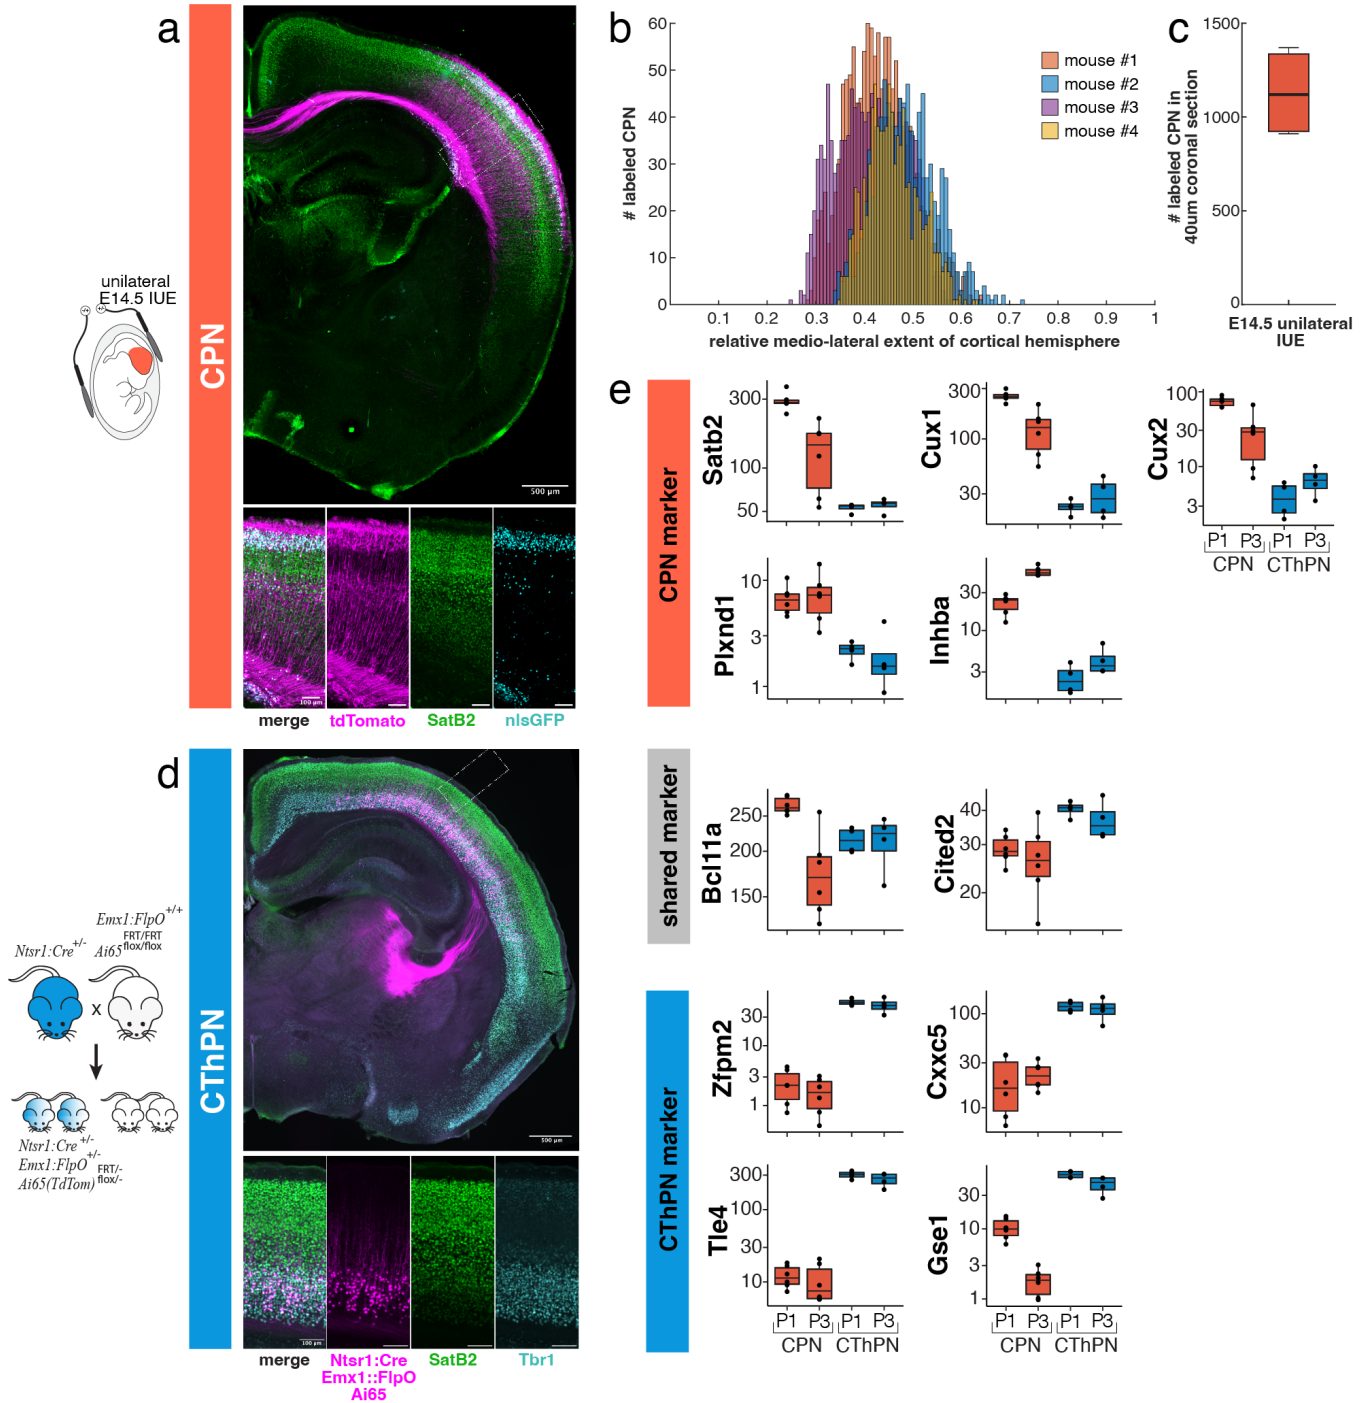 a
unilateral
E14.5 IUE
CPN
500 µm
100 µm
merge
tdTomato
SatB2
nlsGFP
b
# labeled CPN
60
50
40
30
20
10
0
0.1
0.2
0.3
0.4
0.5
0.6
0.7
0.8
0.9
1
relative medio-lateral extent of cortical hemisphere
mouse #1
mouse #2
mouse #3
mouse #4
c
# labeled CPN in
40um coronal section
1500
1000
500
0
E14.5 unilateral
IUE
d
Emx1:FlpO+/+
Ntsr1:Cre+/-
Ai65 FRT/FRT
flox/flox
x
Ntsr1:Cre+/-
Emx1:FlpO+/-
Ai65(TdTom) FRT/-
flox/-
CThPN
500 µm
100 µm
merge
Ntsr1:Cre
Emx1::FlpO
Ai65
SatB2
Tbr1
e
CPN marker
Satb2
300
100
50
Cux1
300
100
30
Cux2
100
30
10
3
P1 P3 P1 P3
CPN CThPN
Plxnd1
10
3
1
Inhba
30
10
3
shared marker
Bcl11a
250
200
150
Cited2
40
30
20
CThPN marker
Zfpm2
30
10
3
1
Cxxc5
100
30
10
Tle4
300
100
30
10
P1 P3 P1 P3
CPN CThPN
Gse1
30
10
3
1
P1 P3 P1 P3
CPN CThPN